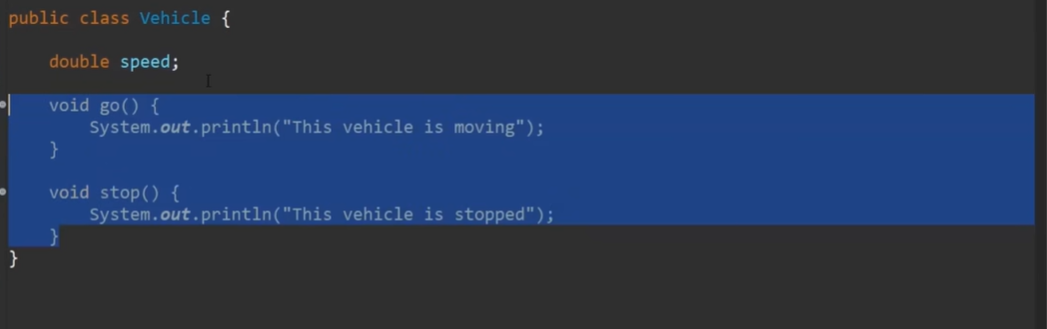 public class Vehicle {
double speed;
void go() {
System.out.println("This vehicle is moving");
}
void stop() {
System.out.println("This vehicle is stopped");
}
}